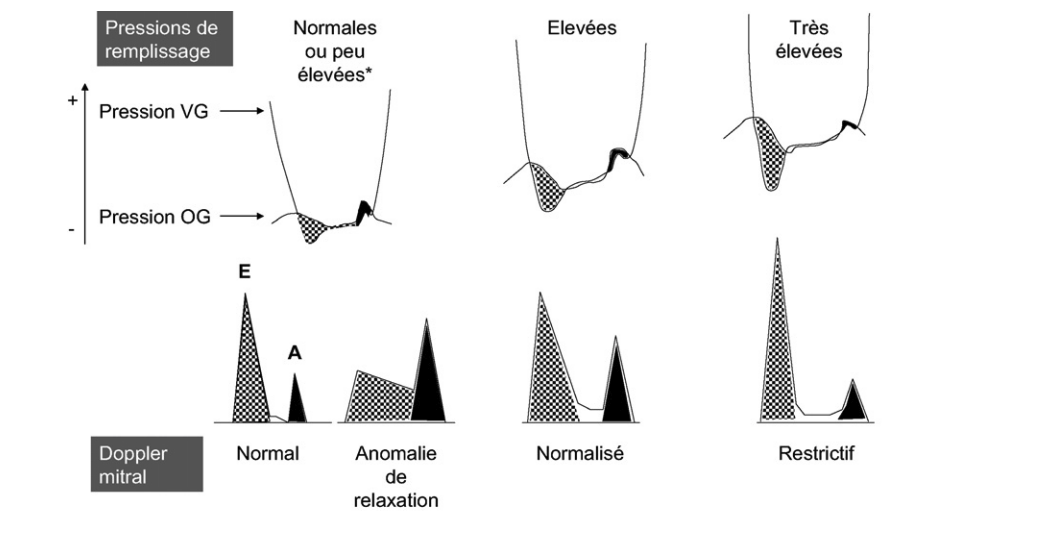 Pressions de
remplissage
Normales
ou peu
élevées*
Elevées
Très
élevées
+
Pression VG
Pression OG
-
E
A
Doppler
mitral
Normal
Anomalie
de
relaxation
Normalisé
Restrictif